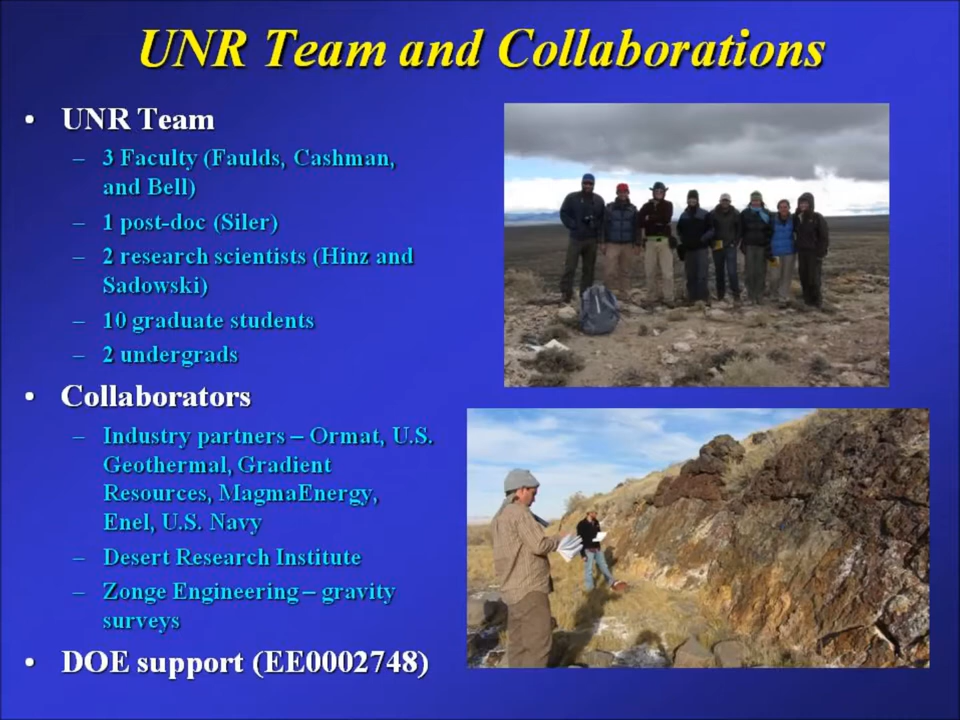 UNR Team and Collaborations
• UNR Team
– 3 Faculty (Faulds, Cashman,
and Bell)
– 1 post-doc (Siler)
– 2 research scientists (Hinz and
Sadowski)
– 10 graduate students
– 2 undergrads
• Collaborators
– Industry partners – Ormat, U.S.
Geothermal, Gradient
Resources, MagmaEnergy,
Enel, U.S. Navy
– Desert Research Institute
– Zonge Engineering – gravity
surveys
• DOE support (EE0002748)